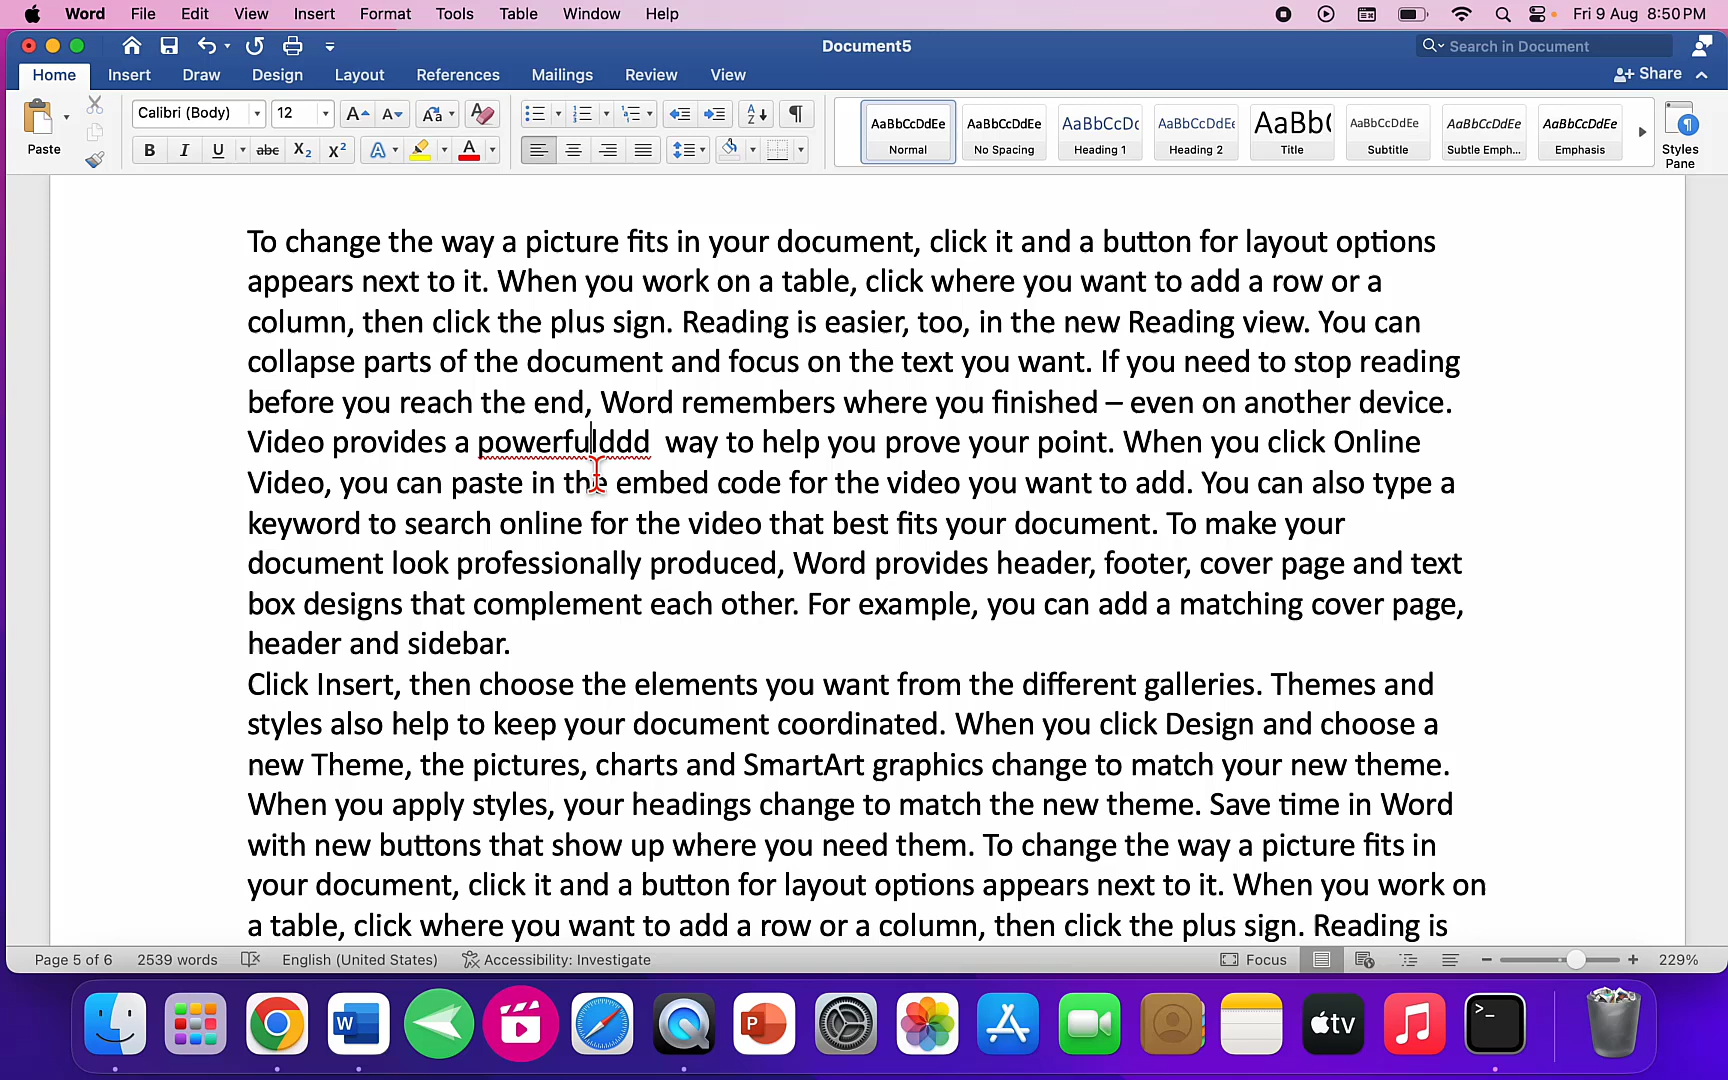 Word File Edit View Insert Format Tools Table Window Help Fri 9 Aug 8:50 PM
Document5 Search in Document
Home Insert Draw Design Layout References Mailings Review View Share
Paste Calibri (Body) 12 AaBbCcDdEe AaBbCcDdEe AaBbCcDc AaBbCcDdEe AaBb( AaBbCcDdEe AaBbCcDdEe AaBbCcDdEe
Normal No Spacing Heading 1 Heading 2 Title Subtitle Subtle Emph... Emphasis Styles Pane
To change the way a picture fits in your document, click it and a button for layout options
appears next to it. When you work on a table, click where you want to add a row or a
column, then click the plus sign. Reading is easier, too, in the new Reading view. You can
collapse parts of the document and focus on the text you want. If you need to stop reading
before you reach the end, Word remembers where you finished – even on another device.
Video provides a powerfulddd way to help you prove your point. When you click Online
Video, you can paste in the embed code for the video you want to add. You can also type a
keyword to search online for the video that best fits your document. To make your
document look professionally produced, Word provides header, footer, cover page and text
box designs that complement each other. For example, you can add a matching cover page,
header and sidebar.
Click Insert, then choose the elements you want from the different galleries. Themes and
styles also help to keep your document coordinated. When you click Design and choose a
new Theme, the pictures, charts and SmartArt graphics change to match your new theme.
When you apply styles, your headings change to match the new theme. Save time in Word
with new buttons that show up where you need them. To change the way a picture fits in
your document, click it and a button for layout options appears next to it. When you work on
a table, click where you want to add a row or a column, then click the plus sign. Reading is
Page 5 of 6 2539 words English (United States) Accessibility: Investigate Focus 229%
W P tv